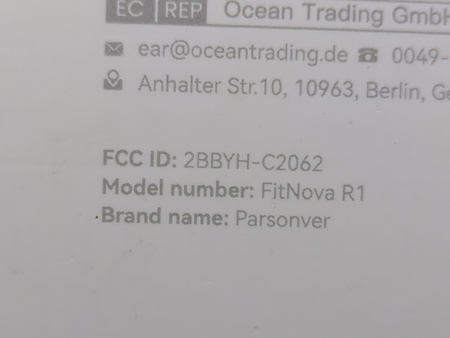 EC REP Ocean Trading GmbH
ear@oceantrading.de 0049-
Anhalter Str.10, 10963, Berlin, Ge
FCC ID: 2BBYH-C2062
Model number: FitNova R1
Brand name: Parsonver